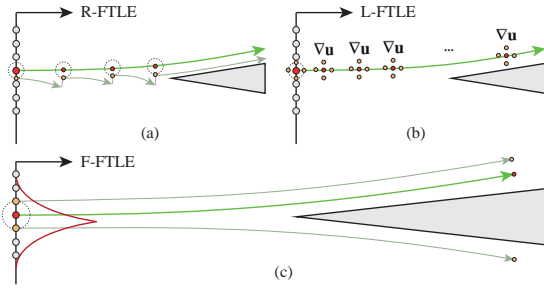 R-FTLE
L-FTLE
∇u ∇u ∇u ... ∇u
(a)
(b)
F-FTLE
(c)